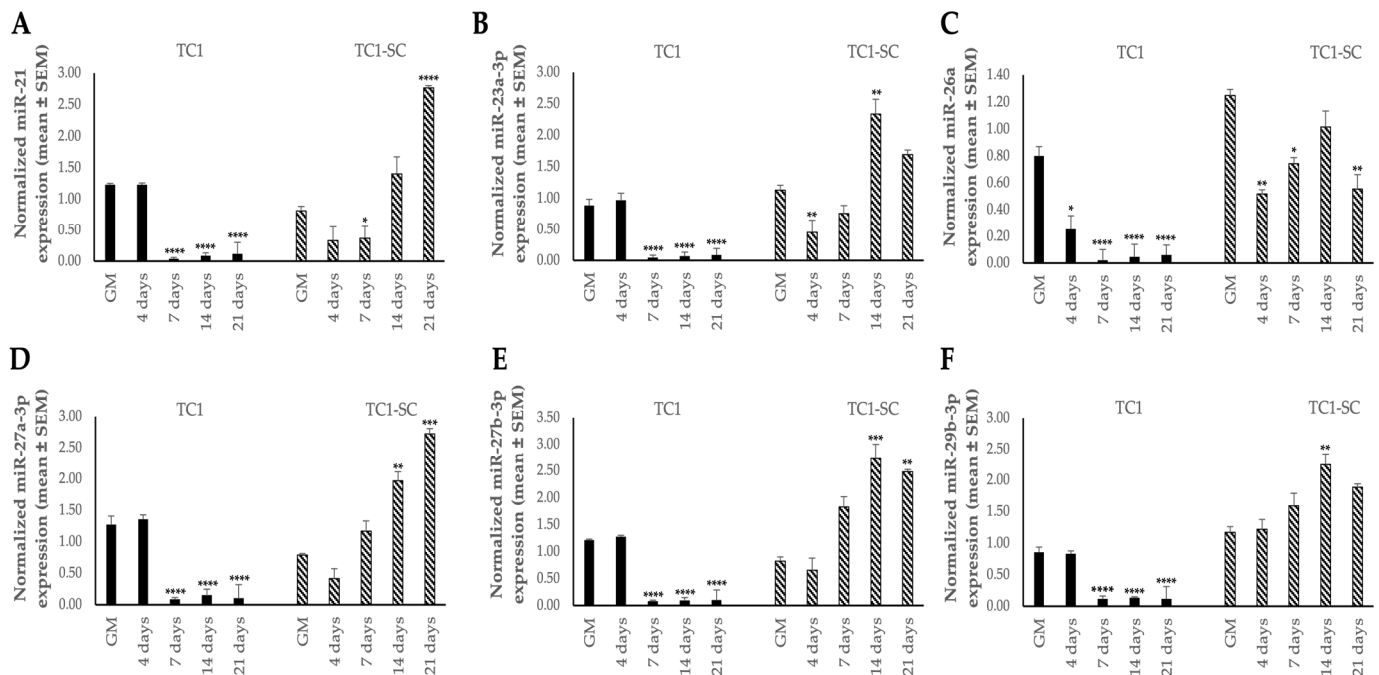 A
TC1
TC1-SC
Normalized miR-21
expression (mean ± SEM)
3.00
2.50
2.00
1.50
1.00
0.50
0.00
****
****
****
*
****
GM
4 days
7 days
14 days
21 days
GM
4 days
7 days
14 days
21 days
B
TC1
TC1-SC
Normalized miR-23a-3p
expression (mean ± SEM)
3.00
2.50
2.00
1.50
1.00
0.50
0.00
****
****
****
**
**
GM
4 days
7 days
14 days
21 days
GM
4 days
7 days
14 days
21 days
C
TC1
TC1-SC
Normalized miR-26a
expression (mean ± SEM)
1.40
1.20
1.00
0.80
0.60
0.40
0.20
0.00
*
****
****
****
**
*
**
GM
4 days
7 days
14 days
21 days
GM
4 days
7 days
14 days
21 days
D
TC1
TC1-SC
Normalized miR-27a-3p
expression (mean ± SEM)
3.00
2.50
2.00
1.50
1.00
0.50
0.00
****
****
****
**
***
GM
4 days
7 days
14 days
21 days
GM
4 days
7 days
14 days
21 days
E
TC1
TC1-SC
Normalized miR-27b-3p
expression (mean ± SEM)
3.50
3.00
2.50
2.00
1.50
1.00
0.50
0.00
****
****
****
***
**
GM
4 days
7 days
14 days
21 days
GM
4 days
7 days
14 days
21 days
F
TC1
TC1-SC
Normalized miR-29b-3p
expression (mean ± SEM)
3.00
2.50
2.00
1.50
1.00
0.50
0.00
****
****
****
**
GM
4 days
7 days
14 days
21 days
GM
4 days
7 days
14 days
21 days